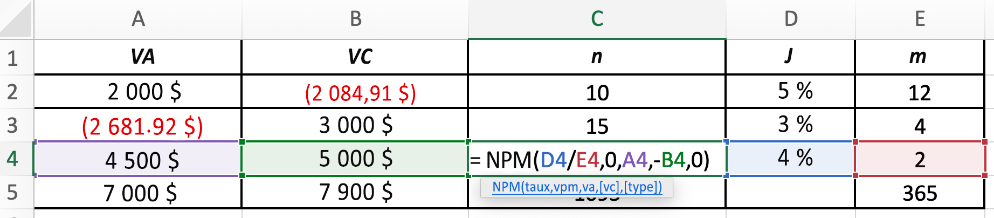 A B C D E
1 VA VC n J m
2 2 000 $ (2 084,91 $) 10 5 % 12
3 (2 681.92 $) 3 000 $ 15 3 % 4
4 4 500 $ 5 000 $ = NPM(D4/E4,0,A4,-B4,0) 4 % 2
NPM(taux,vpm,va,[vc],[type])
5 7 000 $ 7 900 $ 365